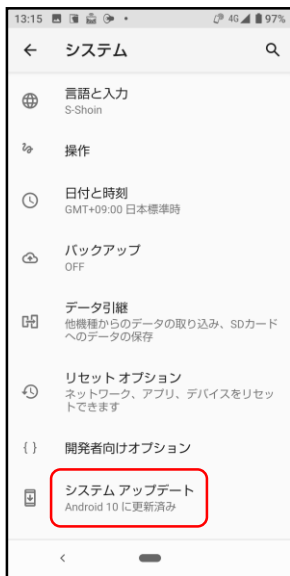 13:15 4G 97%
システム
言語と入力
S-Shoin
操作
日付と時刻
GMT+09:00 日本標準時
バックアップ
OFF
データ引継
他機種からのデータの取り込み、SDカード
へのデータの保存
リセット オプション
ネットワーク、アプリ、デバイスをリセッ
トできます
{ } 開発者向けオプション
システム アップデート
Android 10 に更新済み